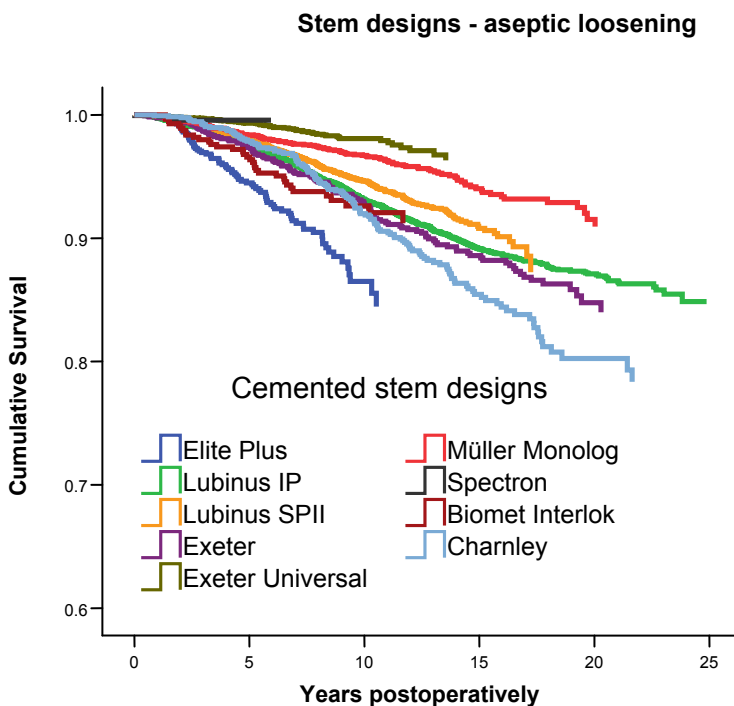 Stem designs - aseptic loosening
Cumulative Survival
1.0
0.9
0.8
0.7
0.6
Cemented stem designs
Elite Plus
Lubinus IP
Lubinus SPII
Exeter
Exeter Universal
Müller Monolog
Spectron
Biomet Interlok
Charnley
0 5 10 15 20 25
Years postoperatively